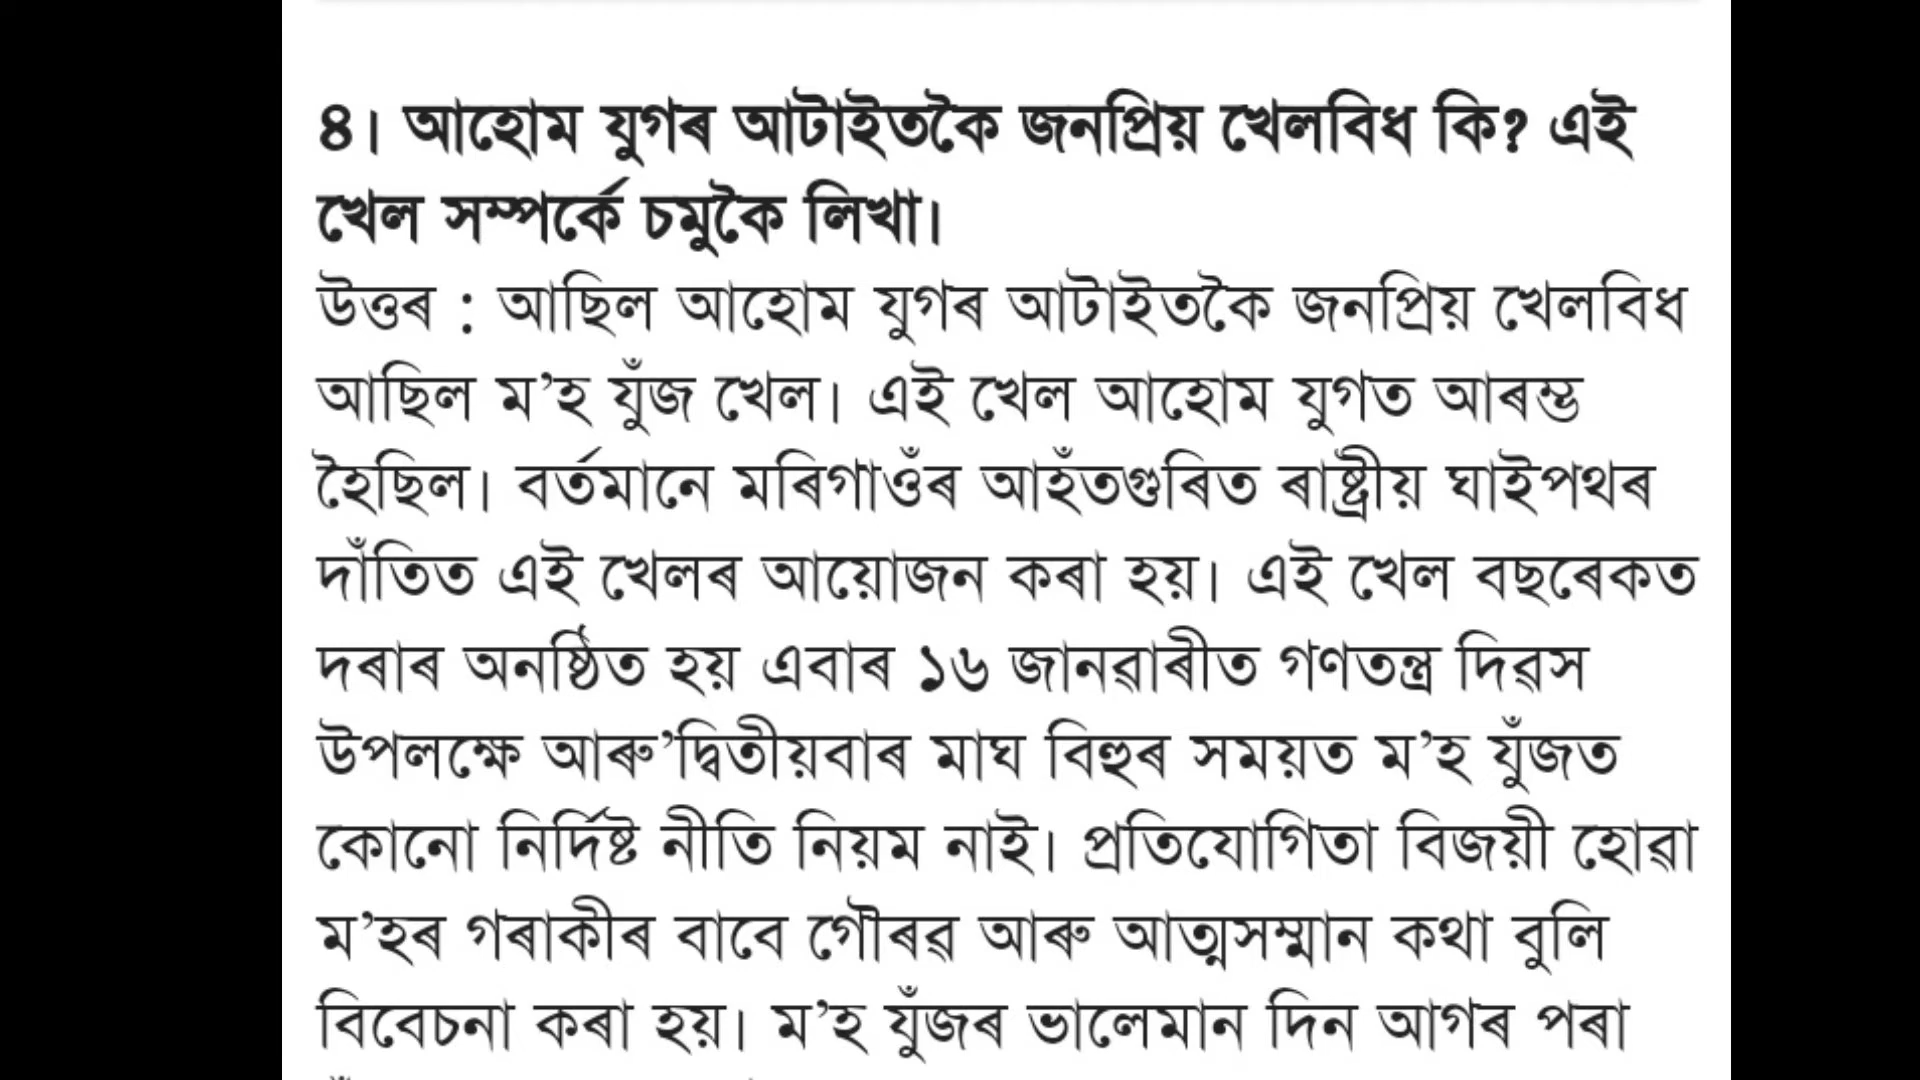 ৪। আহোম যুগৰ আটাইতকৈ জনপ্ৰিয় খেলবিধ কি? এই
খেল সম্পৰ্কে চমুকৈ লিখা।
উত্তৰ : আছিল আহোম যুগৰ আটাইতকৈ জনপ্ৰিয় খেলবিধ
আছিল ম’হ যুঁজ খেল। এই খেল আহোম যুগত আৰম্ভ
হৈছিল। বৰ্তমানে মৰিগাওঁৰ আহঁতগুৰিত ৰাষ্ট্ৰীয় ঘাইপথৰ
দাঁতিত এই খেলৰ আয়োজন কৰা হয়। এই খেল বছৰেকত
দৰাৰ অনষ্ঠিত হয় এবাৰ ১৬ জানৱাৰীত গণতন্ত্ৰ দিৱস
উপলক্ষে আৰু’দ্বিতীয়বাৰ মাঘ বিহুৰ সময়ত ম’হ যুঁজত
কোনো নিৰ্দিষ্ট নীতি নিয়ম নাই। প্ৰতিযোগিতা বিজয়ী হোৱা
ম’হৰ গৰাকীৰ বাবে গৌৰৱ আৰু আত্মসম্মান কথা বুলি
বিবেচনা কৰা হয়। ম’হ যুঁজৰ ভালেমান দিন আগৰ পৰা